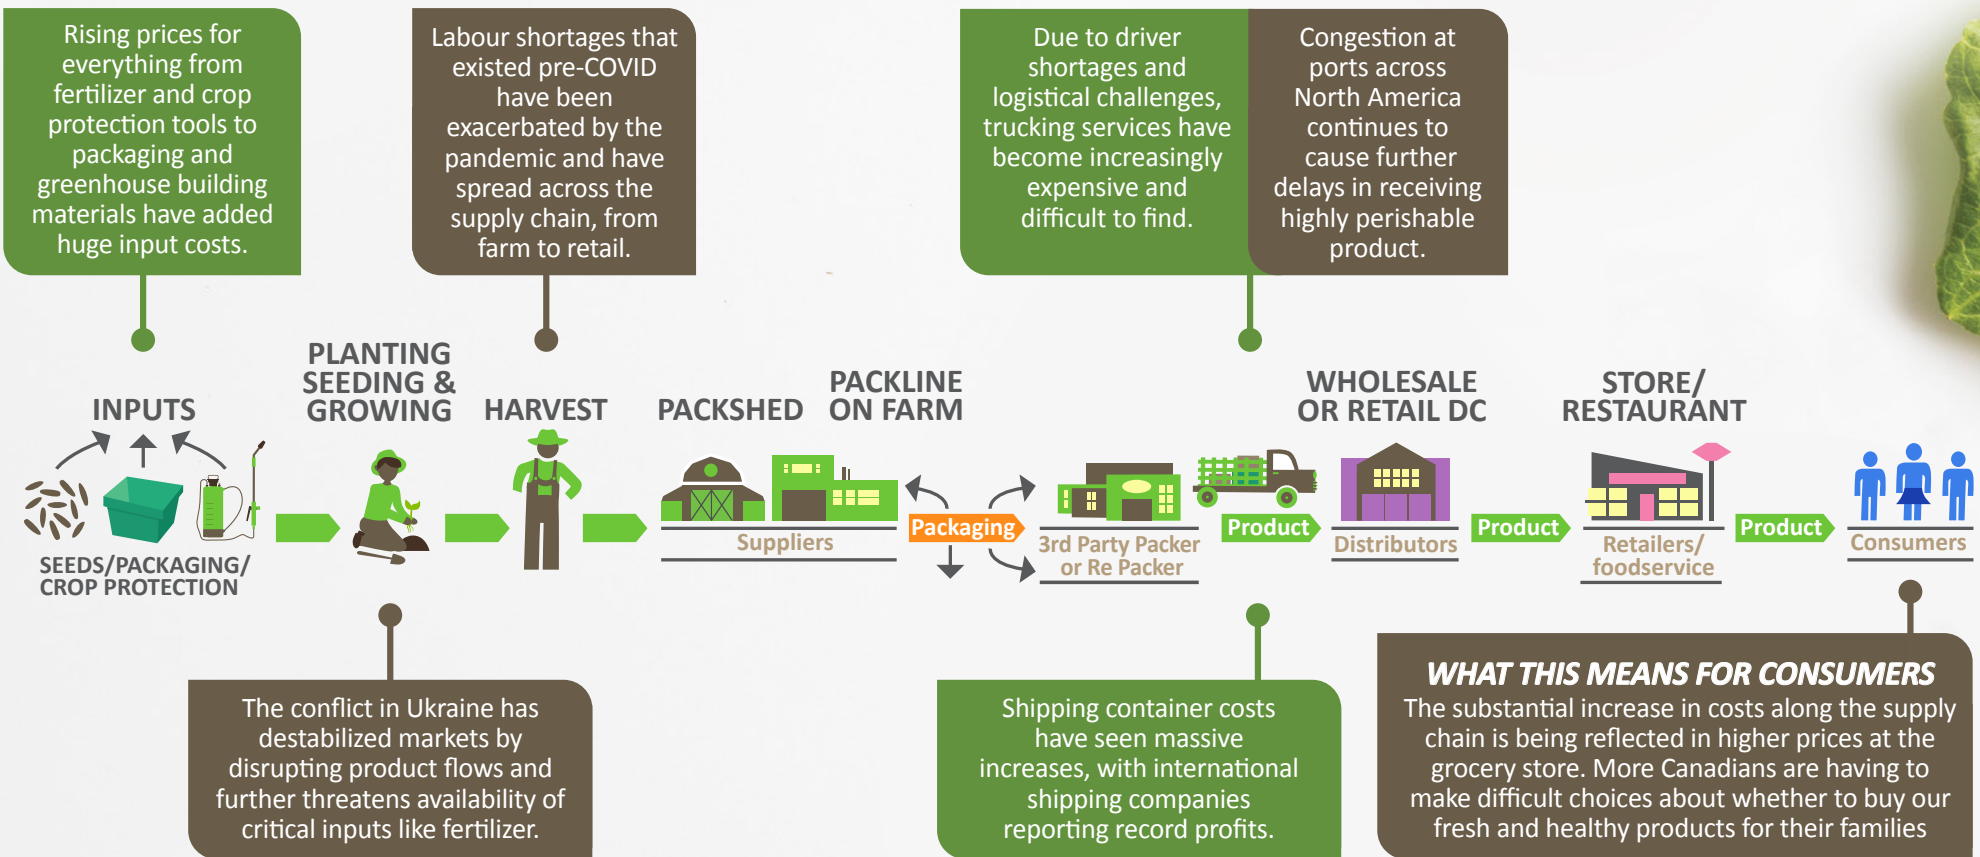 Rising prices for
everything from
fertilizer and crop
protection tools to
packaging and
greenhouse building
materials have added
huge input costs.
Labour shortages that
existed pre-COVID
have been
exacerbated by the
pandemic and have
spread across the
supply chain, from
farm to retail.
Due to driver
shortages and
logistical challenges,
trucking services have
become increasingly
expensive and
difficult to find.
Congestion at
ports across
North America
continues to
cause further
delays in receiving
highly perishable
product.
INPUTS
PLANTING
SEEDING &
GROWING
HARVEST
PACKSHED
PACKLINE
ON FARM
WHOLESALE
OR RETAIL DC
STORE/
RESTAURANT
SEEDS/PACKAGING/
CROP PROTECTION
Suppliers
Packaging
3rd Party Packer
or Re Packer
Product
Distributors
Product
Retailers/
foodservice
Product
Consumers
The conflict in Ukraine has
destabilized markets by
disrupting product flows and
further threatens availability of
critical inputs like fertilizer.
Shipping container costs
have seen massive
increases, with international
shipping companies
reporting record profits.
WHAT THIS MEANS FOR CONSUMERS
The substantial increase in costs along the supply
chain is being reflected in higher prices at the
grocery store. More Canadians are having to
make difficult choices about whether to buy our
fresh and healthy products for their families